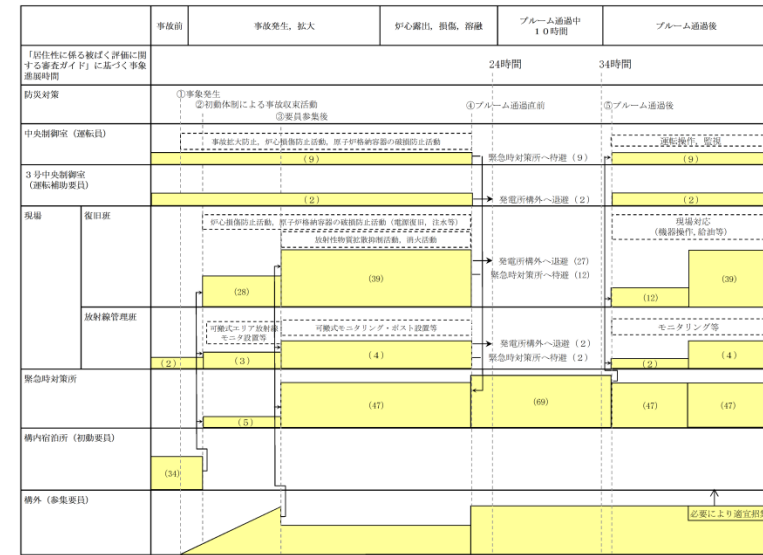 事故前
事故発生，拡大
炉心露出，損傷，溶融
プルーム通過中
１０時間
プルーム通過後
「居住性に係る被ばく評価に関
する審査ガイド」に基づく事象
進展時間
24時間
34時間
防災対策
①事象発生
②初動体制による事故収束活動
③要員参集後
④プルーム通過直前
⑤プルーム通過後
中央制御室（運転員）
事故拡大防止，炉心損傷防止活動，原子炉格納容器の破損防止活動
運転操作，監視
(9)
緊急時対策所へ待避（9）
(9)
３号中央制御室
（運転補助要員）
(2)
発電所構外へ退避（2）
(2)
現場
復旧班
炉心損傷防止活動，原子炉格納容器の破損防止活動（電源復旧，注水等）
放射性物質拡散抑制活動，消火活動
現場対応
（機器操作，給油等）
(28)
(39)
発電所構外へ退避（27）
緊急時対策所へ待避（12）
(12)
(39)
放射線管理班
可搬式エリア放射線
モニタ設置等
可搬式モニタリング・ポスト設置等
モニタリング等
(2)
(3)
(4)
発電所構外へ退避（2）
緊急時対策所へ待避（2）
(2)
(4)
緊急時対策所
(5)
(47)
(69)
(47)
(47)
構内宿泊所（初動要員）
(34)
構外（参集要員）
必要により適宜招集